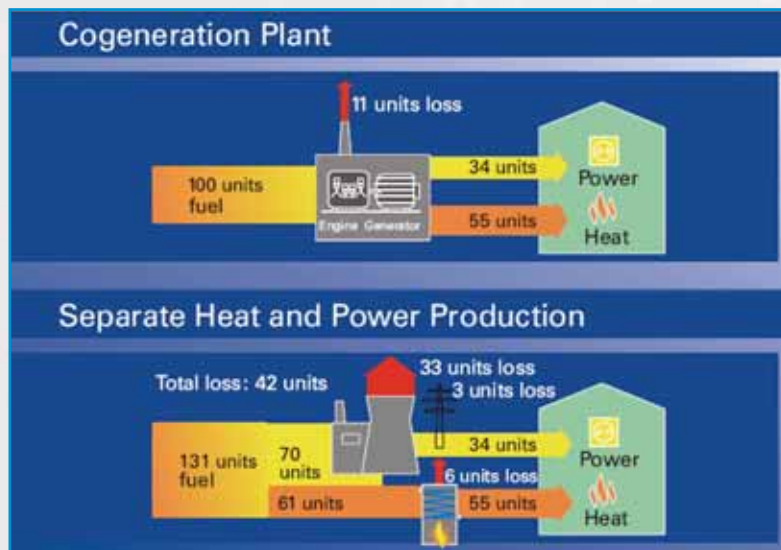 Cogeneration Plant
11 units loss
100 units
fuel
Engine Generator
34 units
55 units
Power
Heat
Separate Heat and Power Production
Total loss: 42 units
33 units loss
3 units loss
131 units
fuel
70
units
61 units
34 units
6 units loss
55 units
Power
Heat